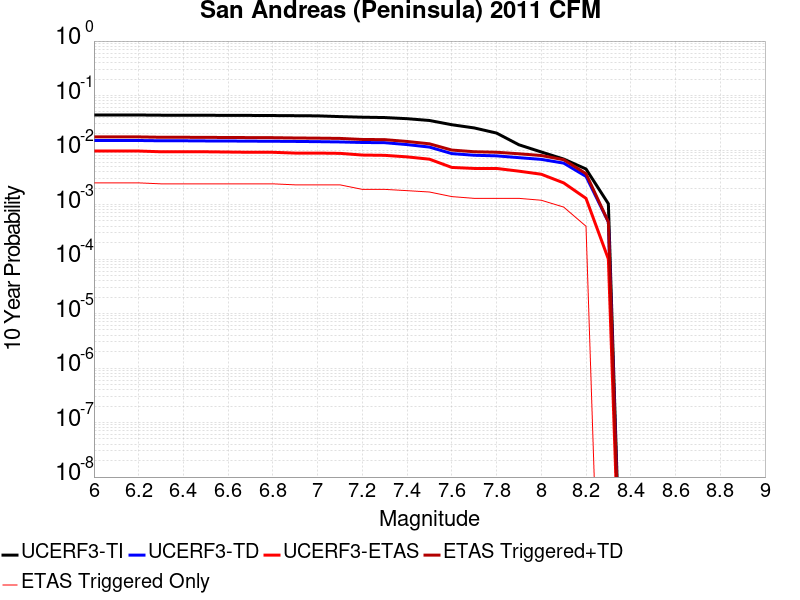 San Andreas (Peninsula) 2011 CFM
10 Year Probability
10^0
10^-1
10^-2
10^-3
10^-4
10^-5
10^-6
10^-7
10^-8
6 6.2 6.4 6.6 6.8 7 7.2 7.4 7.6 7.8 8 8.2 8.4 8.6 8.8 9
Magnitude
UCERF3-TI UCERF3-TD UCERF3-ETAS ETAS Triggered+TD
ETAS Triggered Only